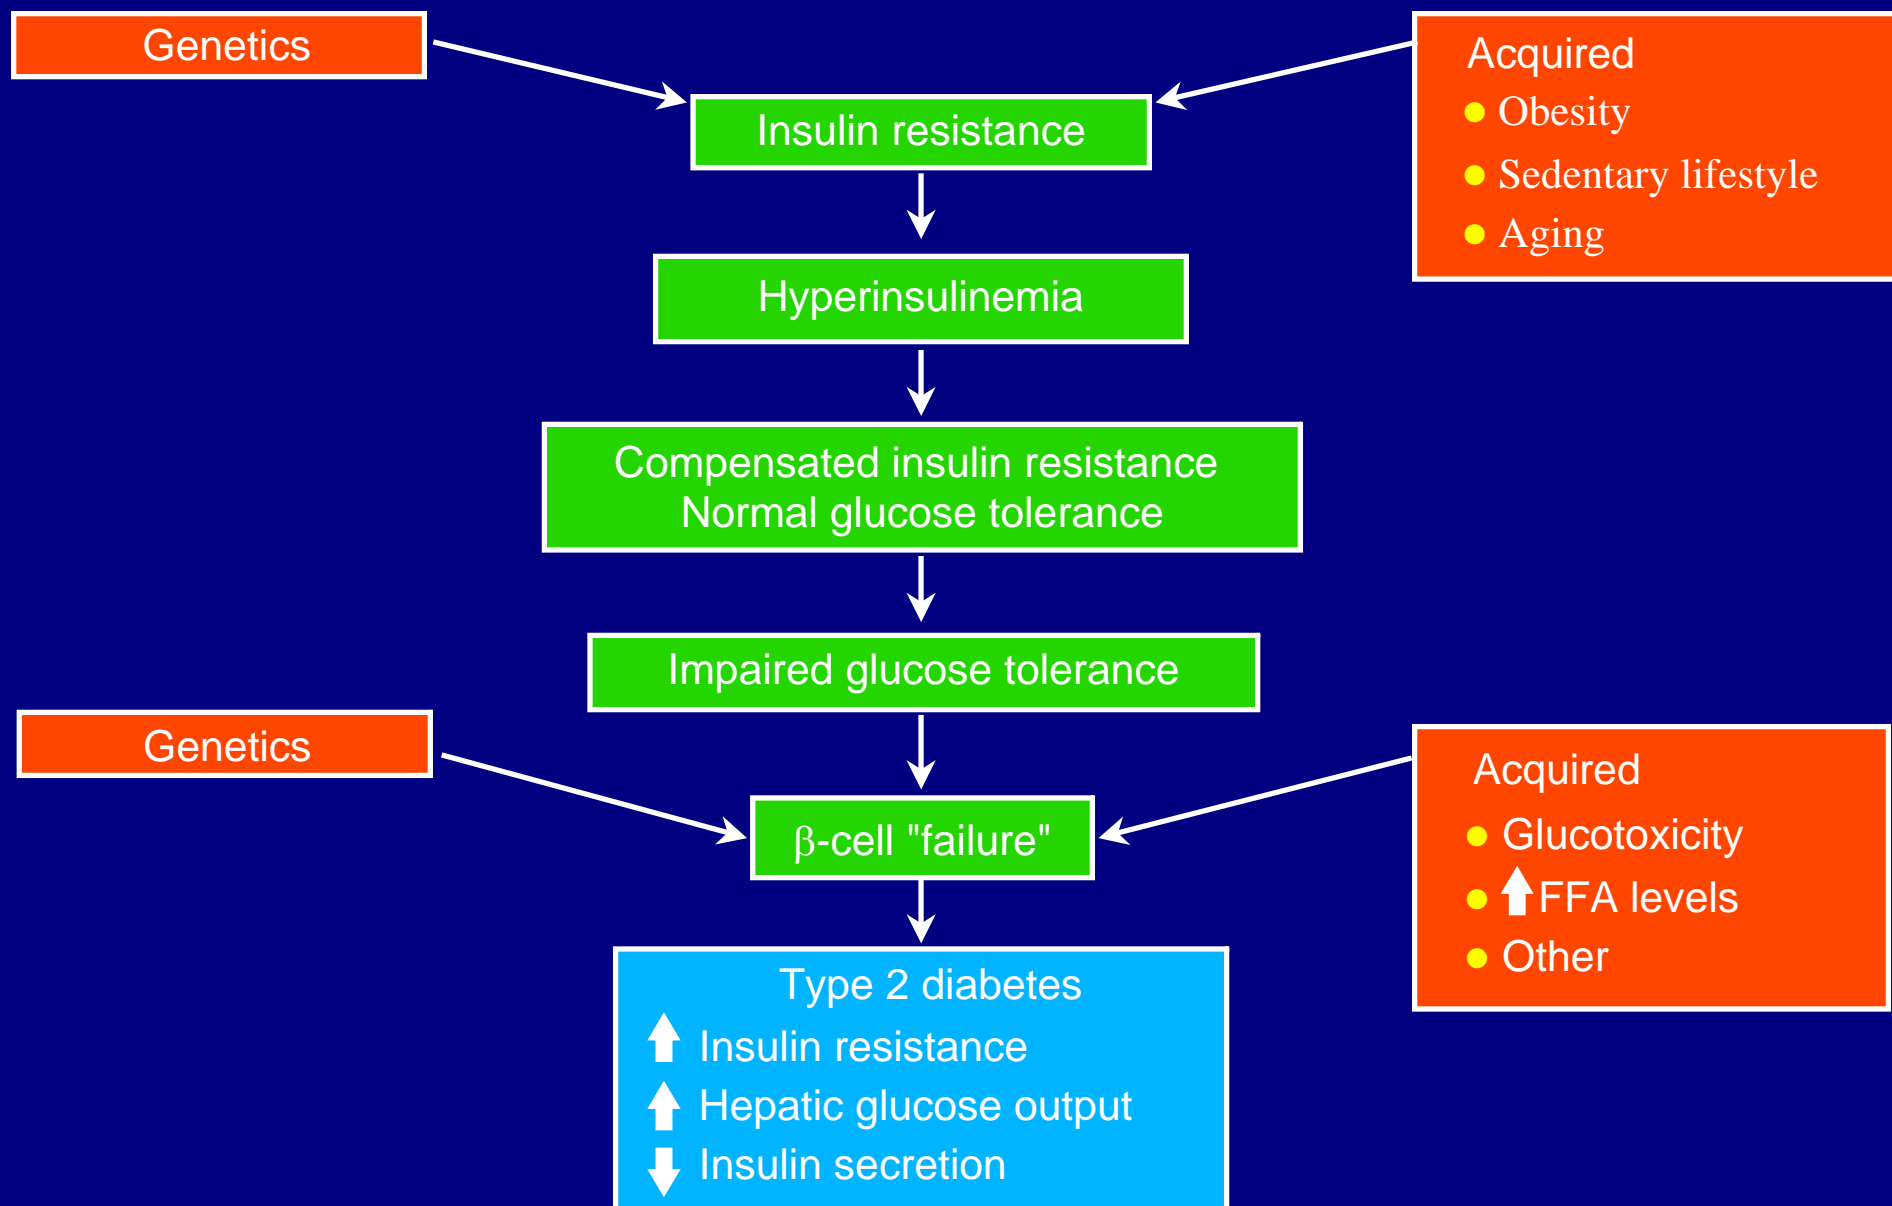 Genetics
Acquired
● Obesity
● Sedentary lifestyle
● Aging
Insulin resistance
Hyperinsulinemia
Compensated insulin resistance
Normal glucose tolerance
Impaired glucose tolerance
Genetics
β-cell "failure"
Acquired
● Glucotoxicity
● ⬆FFA levels
● Other
Type 2 diabetes
⬆ Insulin resistance
⬆ Hepatic glucose output
⬇ Insulin secretion